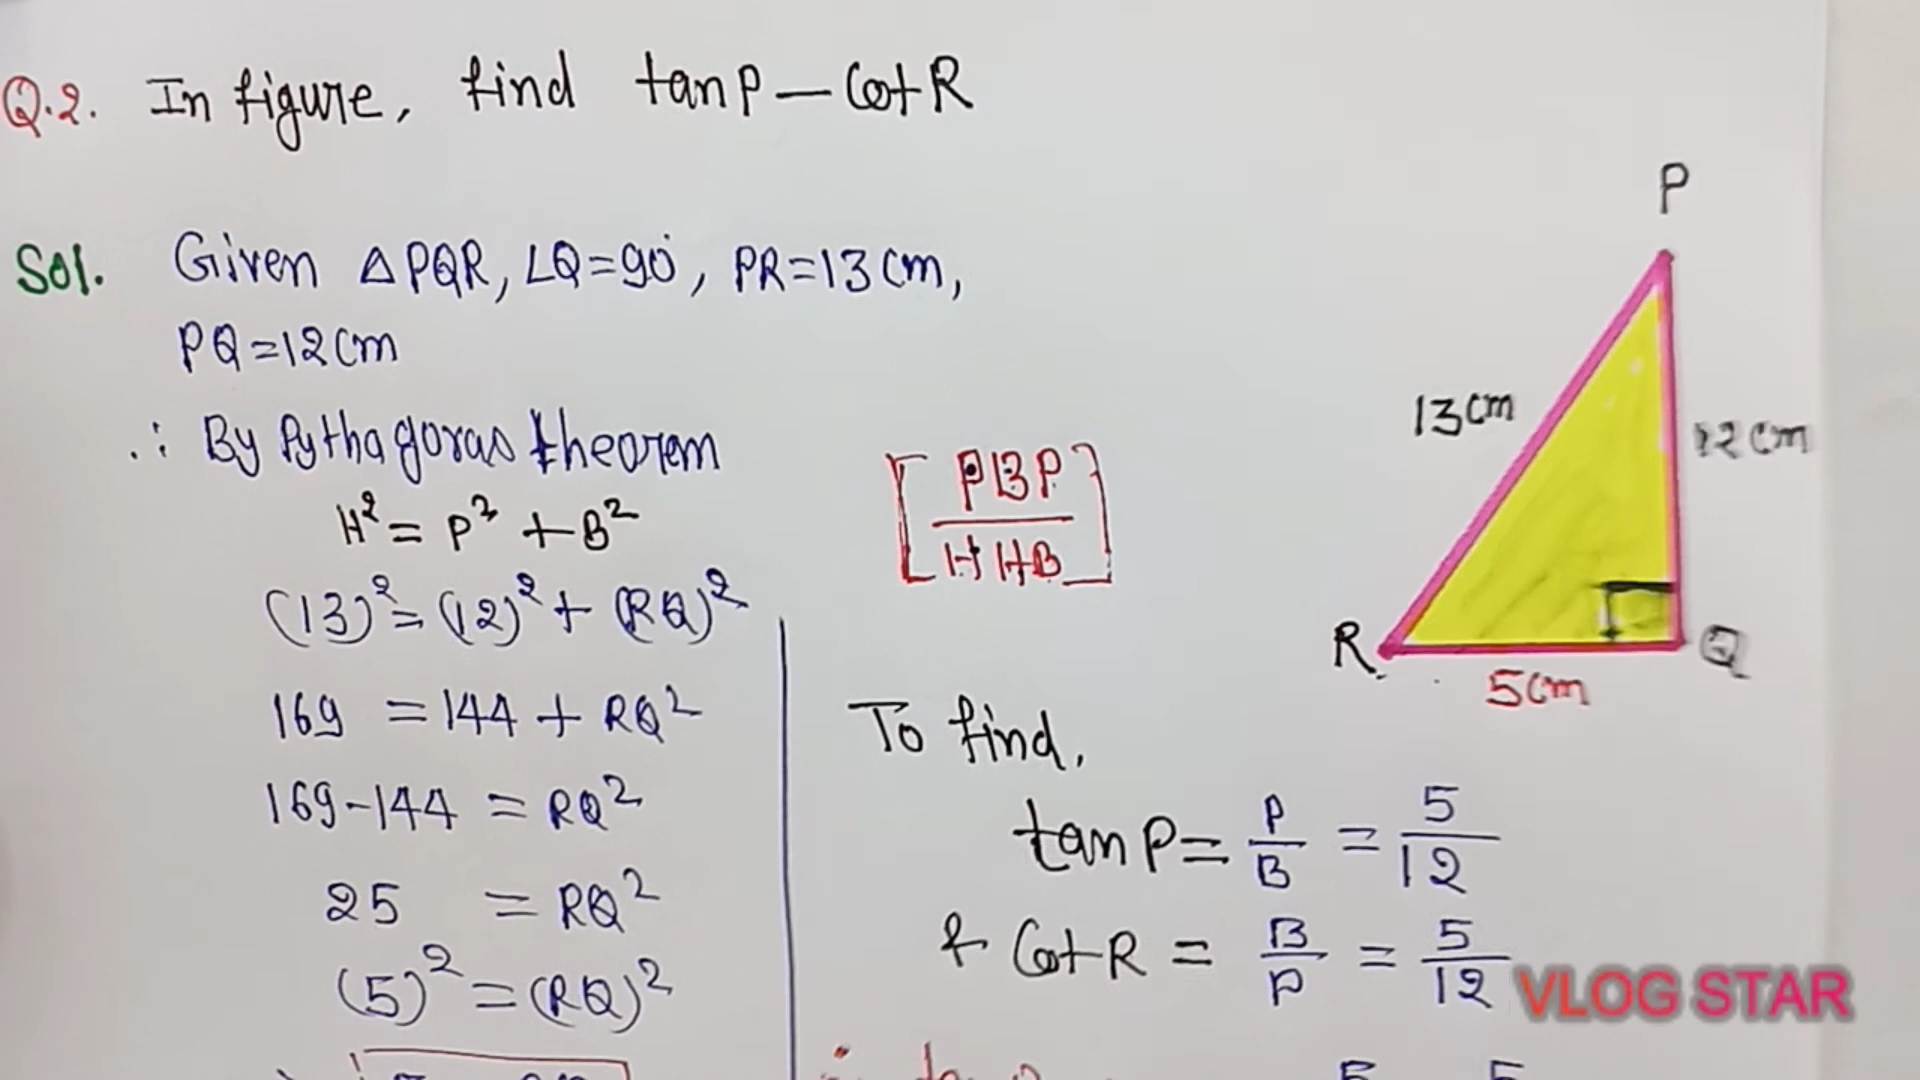 Q.2. In figure, find tanP – CotR
Sol. Given △PQR, ∠Q=90°, PR=13cm,
PQ=12cm
∴ By Pythagoras theorem
H² = P² + B²
(13)² = (12)² + (RQ)²
169 = 144 + RQ²
169-144 = RQ²
25 = RQ²
(5)² = (RQ)²
[PBP/HHB]
P
13cm
12cm
R
Q
5cm
To find,
tanP = P/B = 5/12
& CotR = B/P = 5/12
VLOG STAR